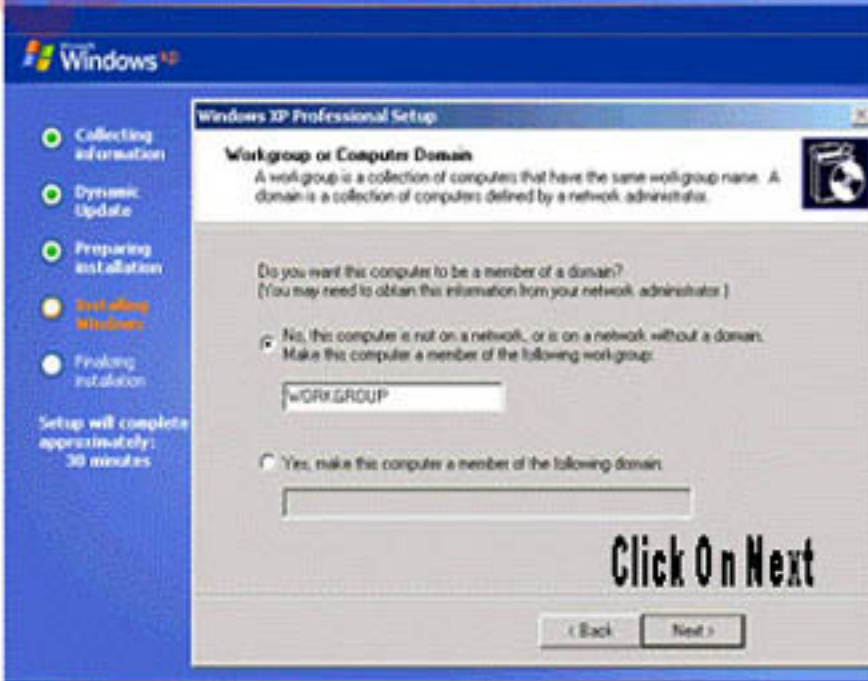 Microsoft
Windows xp
Collecting
information
Dynamic
Update
Preparing
installation
Installing
Windows
Finalizing
installation
Setup will complete
approximately:
30 minutes
Windows XP Professional Setup
Workgroup or Computer Domain
A workgroup is a collection of computers that have the same workgroup name. A
domain is a collection of computers defined by a network administrator.
Do you want this computer to be a member of a domain?
(You may need to obtain this information from your network administrator.)
No, this computer is not on a network, or is on a network without a domain.
Make this computer a member of the following workgroup:
WORKGROUP
Yes, make this computer a member of the following domain:
Click On Next
< Back
Next >